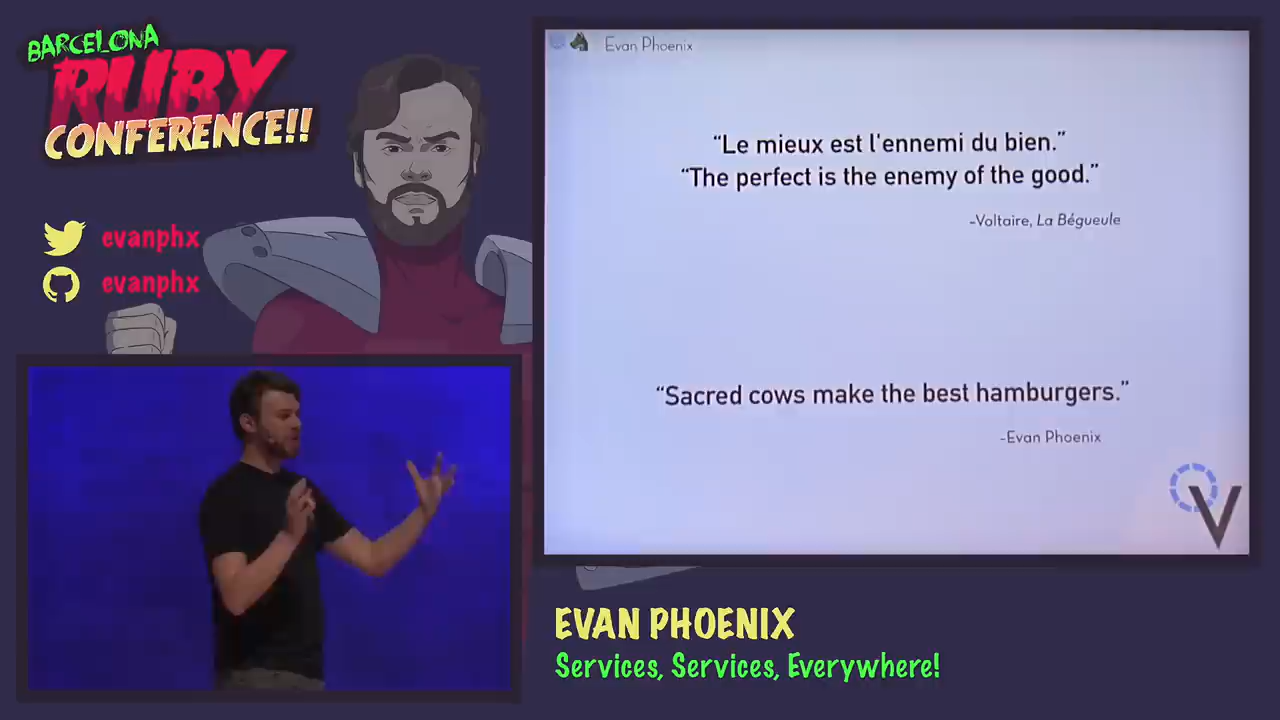 BARCELONA
RUBY
CONFERENCE!!
evanphx
evanphx
Evan Phoenix
“Le mieux est l'ennemi du bien.”
“The perfect is the enemy of the good.”
-Voltaire, La Bégueule
“Sacred cows make the best hamburgers.”
-Evan Phoenix
V
EVAN PHOENIX
Services, Services, Everywhere!